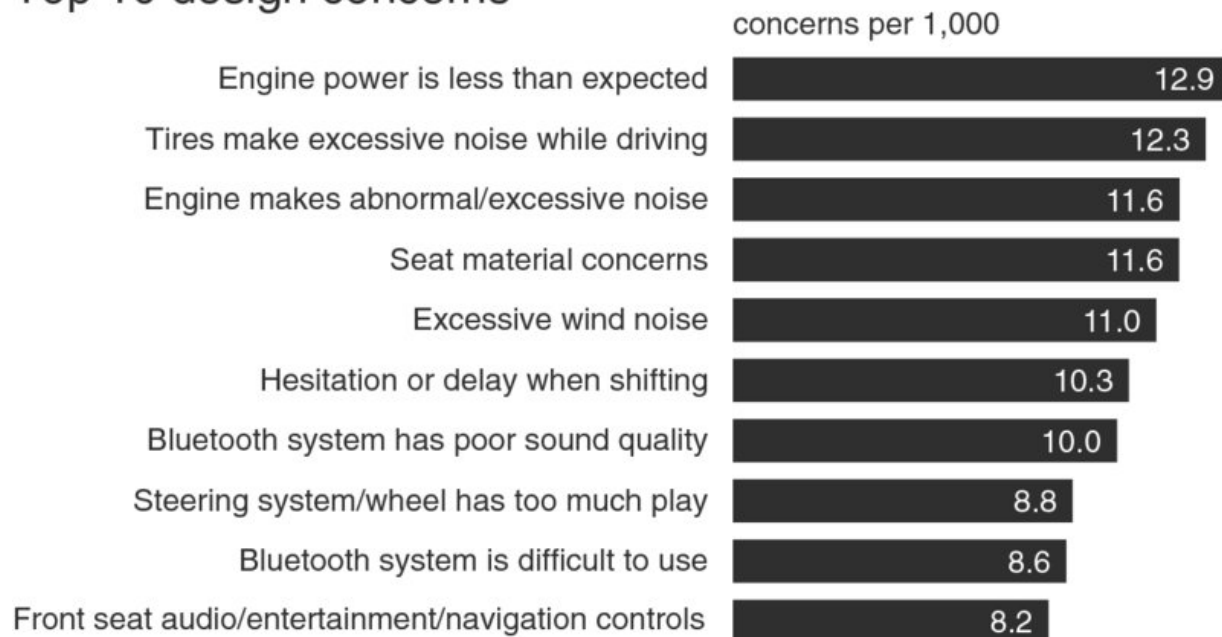 Top 10 design concerns
concerns per 1,000
Engine power is less than expected 12.9
Tires make excessive noise while driving 12.3
Engine makes abnormal/excessive noise 11.6
Seat material concerns 11.6
Excessive wind noise 11.0
Hesitation or delay when shifting 10.3
Bluetooth system has poor sound quality 10.0
Steering system/wheel has too much play 8.8
Bluetooth system is difficult to use 8.6
Front seat audio/entertainment/navigation controls 8.2